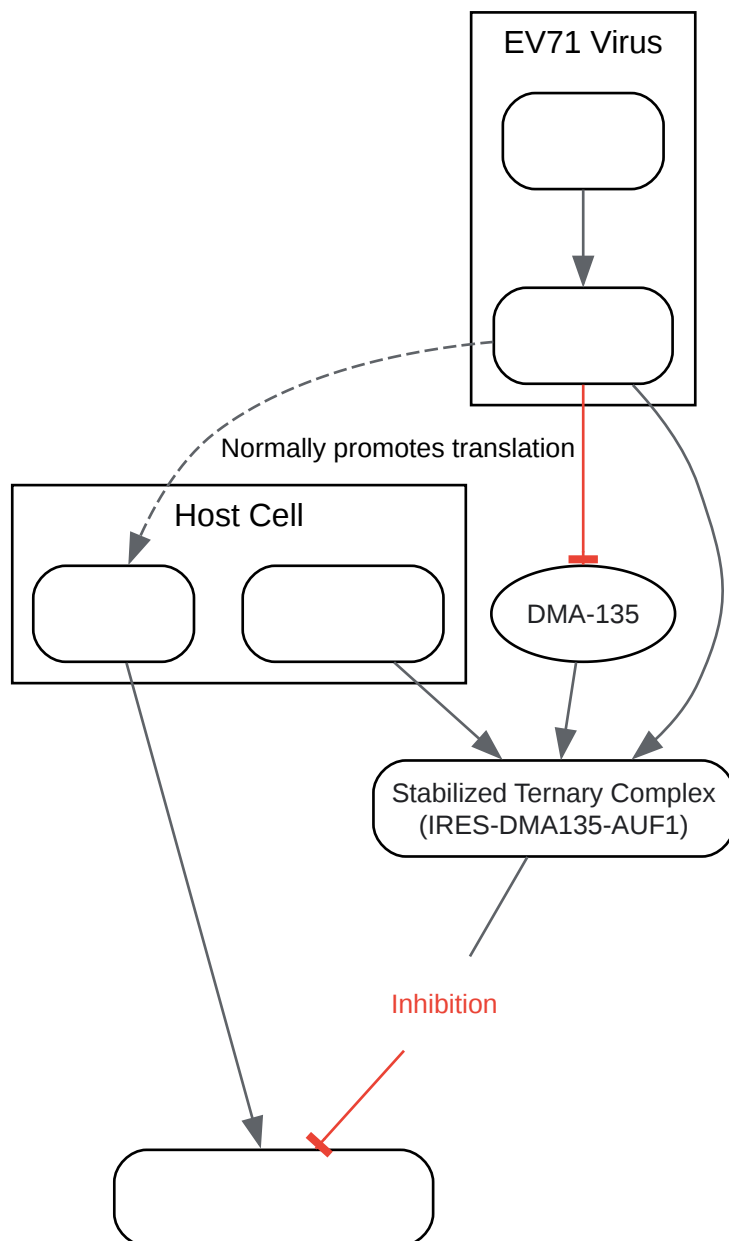 EV71 Virus
Normally promotes translation
Host Cell
DMA-135
Stabilized Ternary Complex
(IRES-DMA135-AUF1)
Inhibition